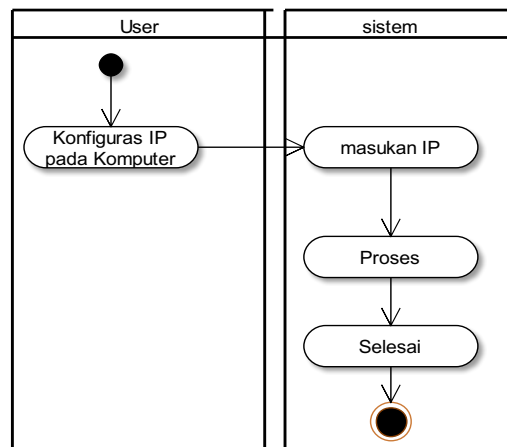 User
sistem
Konfiguras IP
pada Komputer
masukan IP
Proses
Selesai